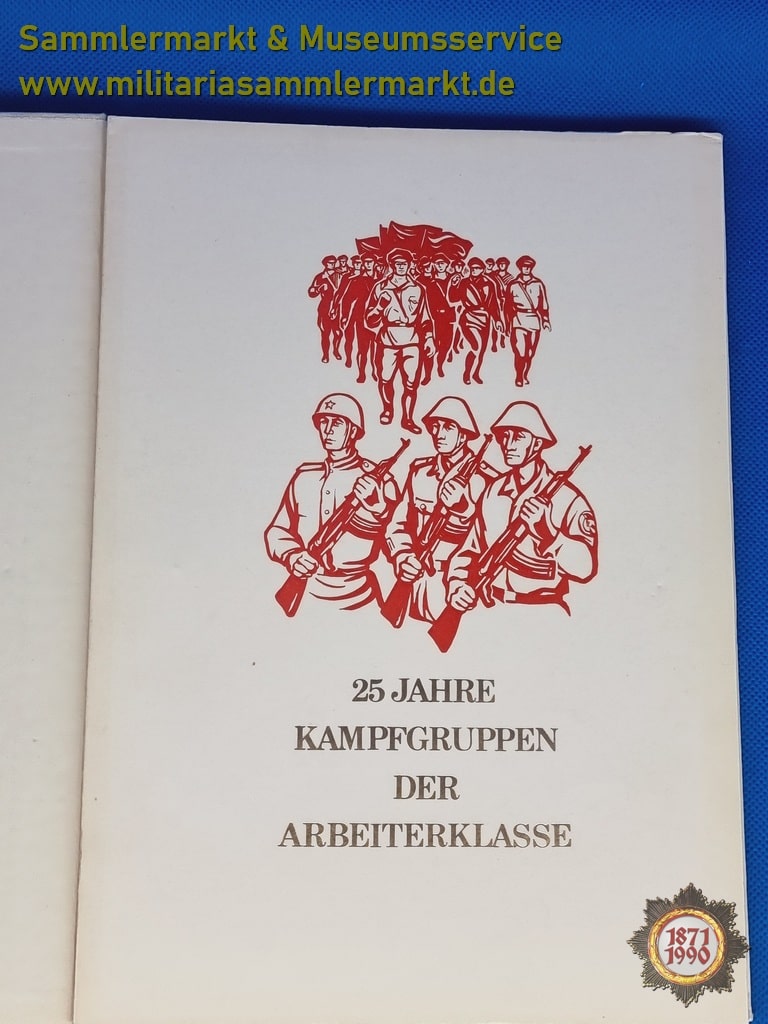 Sammlermarkt & Museumsservice
www.militariasammlermarkt.de
25 JAHRE
KAMPFGRUPPEN
DER
ARBEITERKLASSE
1871
1990